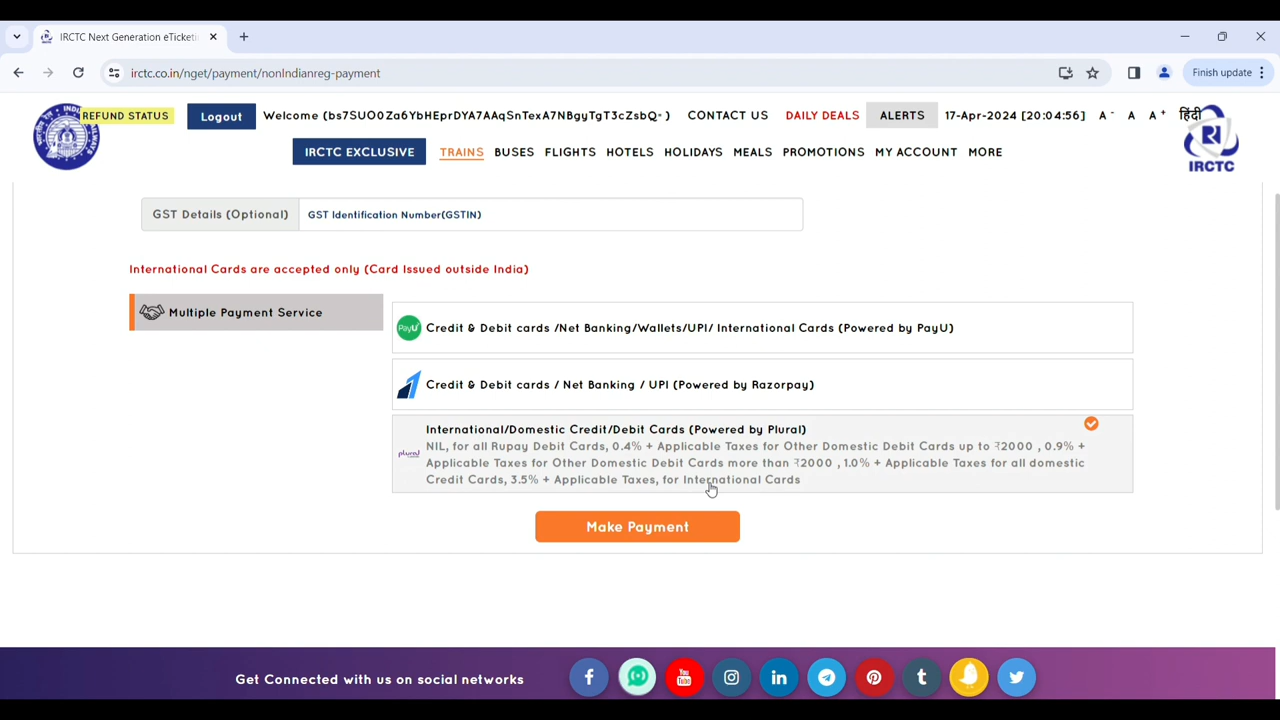 IRCTC Next Generation eTicketi
irctc.co.in/nget/payment/nonIndianreg-payment
Finish update
REFUND STATUS
Logout
Welcome (bs7SUO0Za6YbHEprDYA7AAqSnTexA7NBgyTgT3cZsbQ=)
CONTACT US
DAILY DEALS
ALERTS
17-Apr-2024 [20:04:56]
A-
A
A+
हिंदी
IRCTC EXCLUSIVE
TRAINS
BUSES
FLIGHTS
HOTELS
HOLIDAYS
MEALS
PROMOTIONS
MY ACCOUNT
MORE
IRCTC
GST Details (Optional)
GST Identification Number(GSTIN)
International Cards are accepted only (Card Issued outside India)
Multiple Payment Service
PayU
Credit & Debit cards /Net Banking/Wallets/UPI/ International Cards (Powered by PayU)
Credit & Debit cards / Net Banking / UPI (Powered by Razorpay)
International/Domestic Credit/Debit Cards (Powered by Plural)
plural
NIL, for all Rupay Debit Cards, 0.4% + Applicable Taxes for Other Domestic Debit Cards up to ₹2000 , 0.9% +
Applicable Taxes for Other Domestic Debit Cards more than ₹2000 , 1.0% + Applicable Taxes for all domestic
Credit Cards, 3.5% + Applicable Taxes, for International Cards
Make Payment
Get Connected with us on social networks